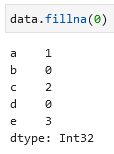 data.fillna(0)
a    1
b    0
c    2
d    0
e    3
dtype: Int32